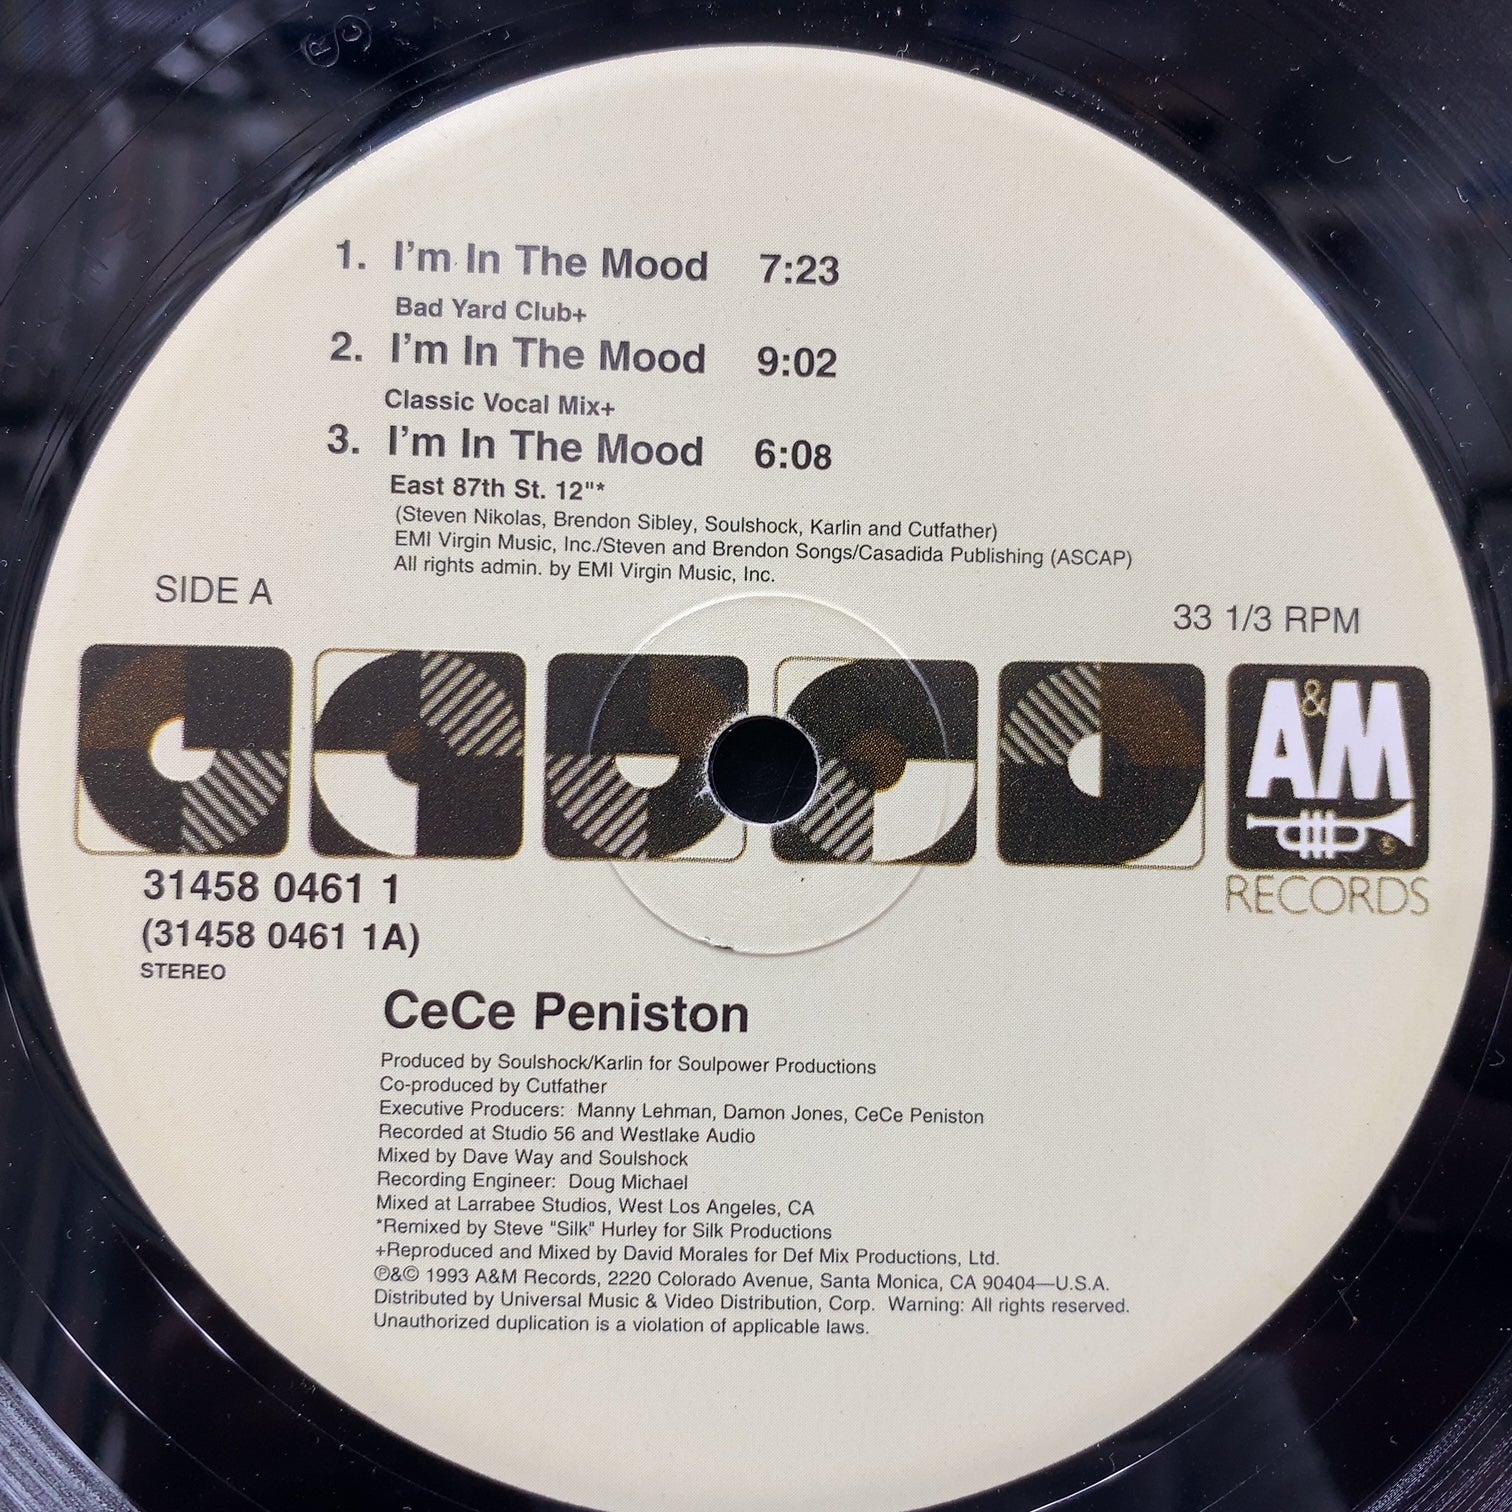 1. I'm In The Mood 7:23
Bad Yard Club+
2. I'm In The Mood 9:02
Classic Vocal Mix+
3. I'm In The Mood 6:08
East 87th St. 12"*
(Steven Nikolas, Brendon Sibley, Soulshock, Karlin and Cutfather)
EMI Virgin Music, Inc./Steven and Brendon Songs/Casadida Publishing (ASCAP)
All rights admin. by EMI Virgin Music, Inc.
SIDE A
33 1/3 RPM
A&M
®
RECORDS
31458 0461 1
(31458 0461 1A)
STEREO
CeCe Peniston
Produced by Soulshock/Karlin for Soulpower Productions
Co-produced by Cutfather
Executive Producers: Manny Lehman, Damon Jones, CeCe Peniston
Recorded at Studio 56 and Westlake Audio
Mixed by Dave Way and Soulshock
Recording Engineer: Doug Michael
Mixed at Larrabee Studios, West Los Angeles, CA
*Remixed by Steve "Silk" Hurley for Silk Productions
+Reproduced and Mixed by David Morales for Def Mix Productions, Ltd.
℗&© 1993 A&M Records, 2220 Colorado Avenue, Santa Monica, CA 90404—U.S.A.
Distributed by Universal Music & Video Distribution, Corp. Warning: All rights reserved.
Unauthorized duplication is a violation of applicable laws.